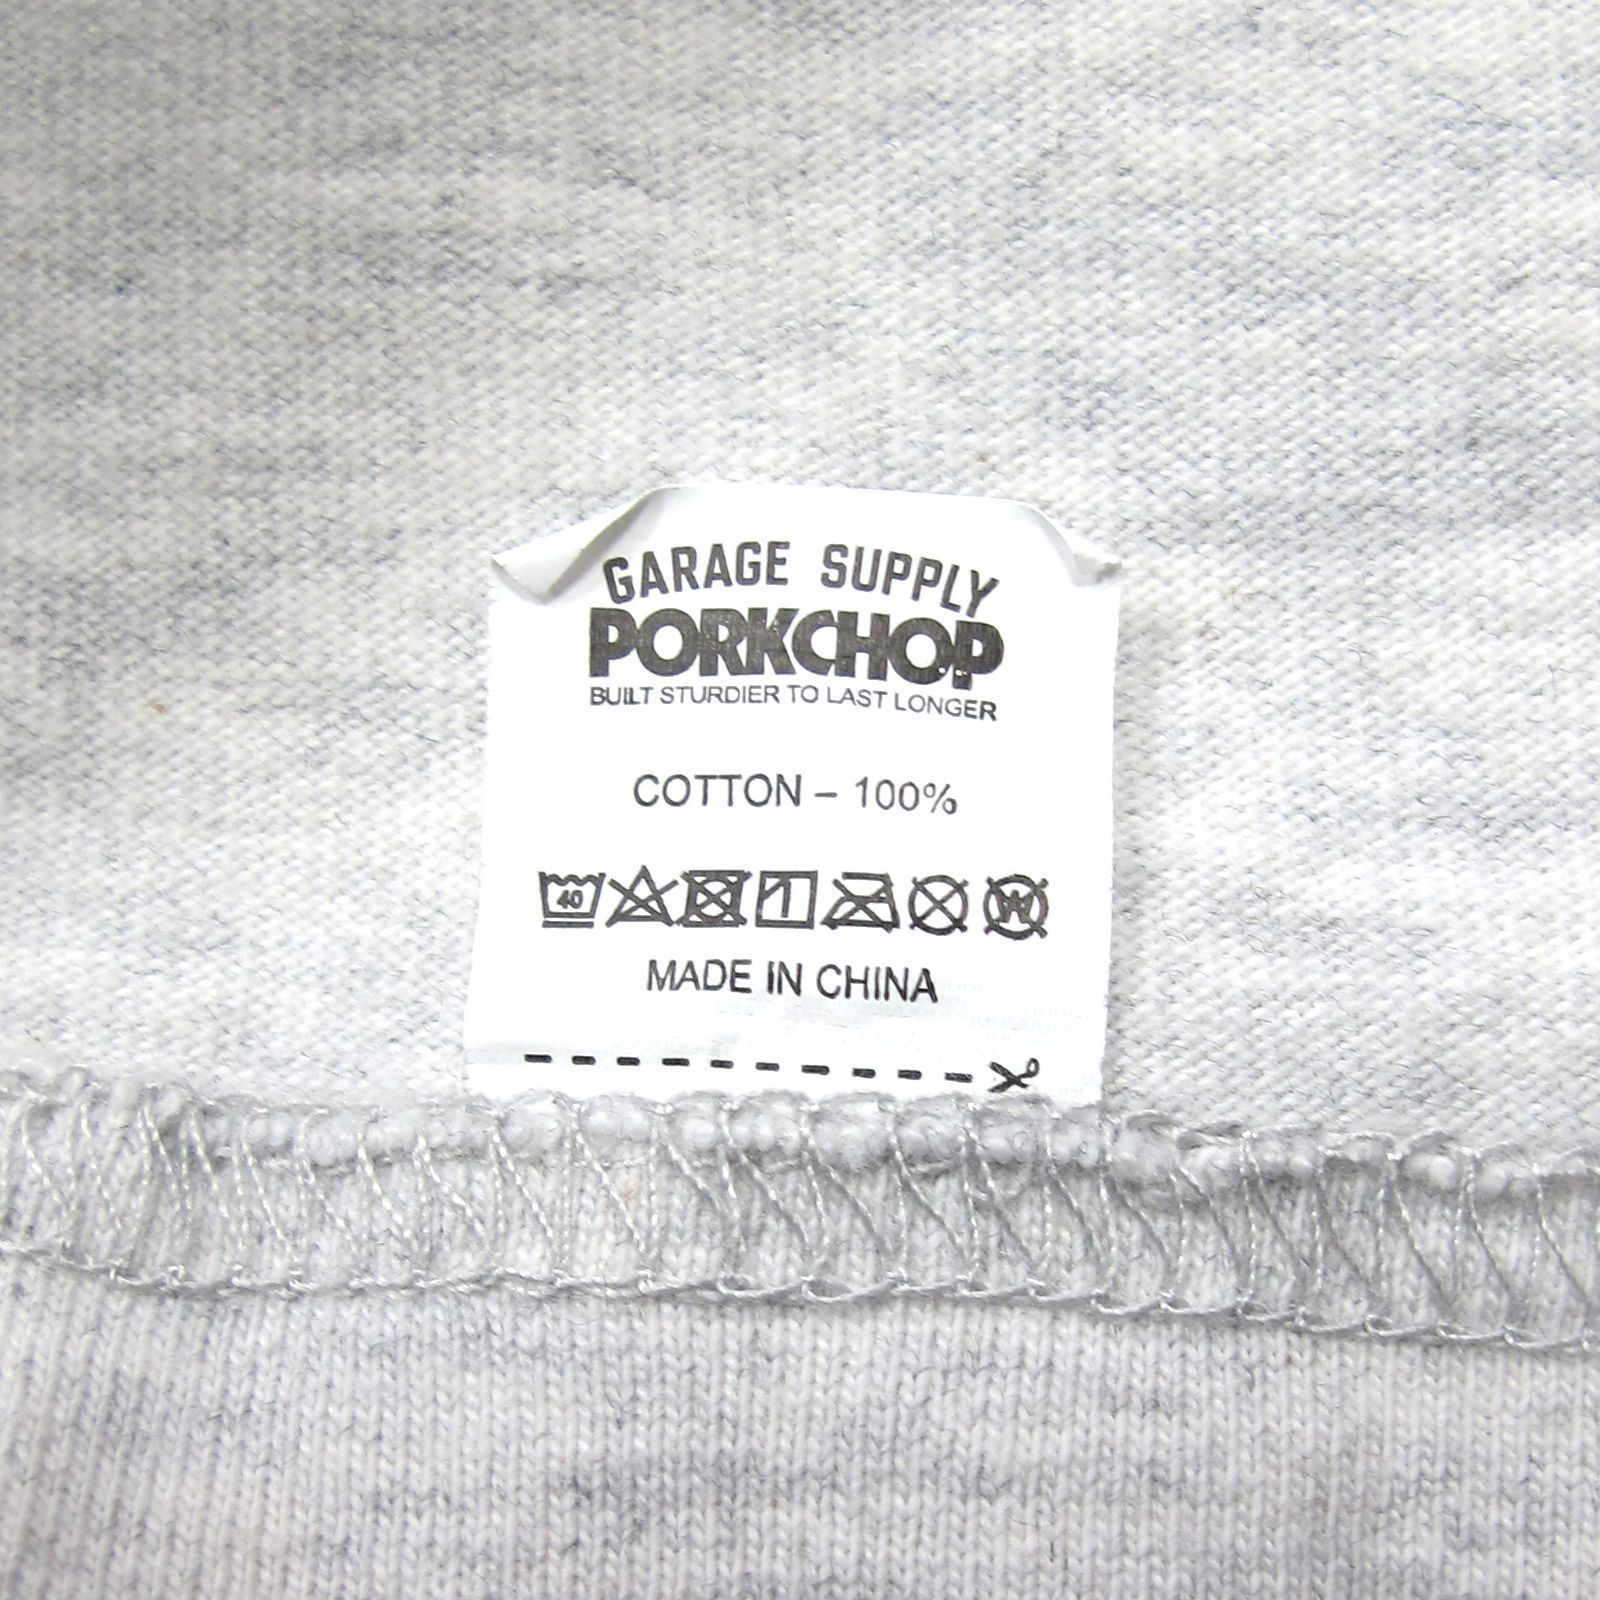 GARAGE SUPPLY
PORKCHOP
BUILT STURDIER TO LAST LONGER
COTTON – 100%
40 W
MADE IN CHINA